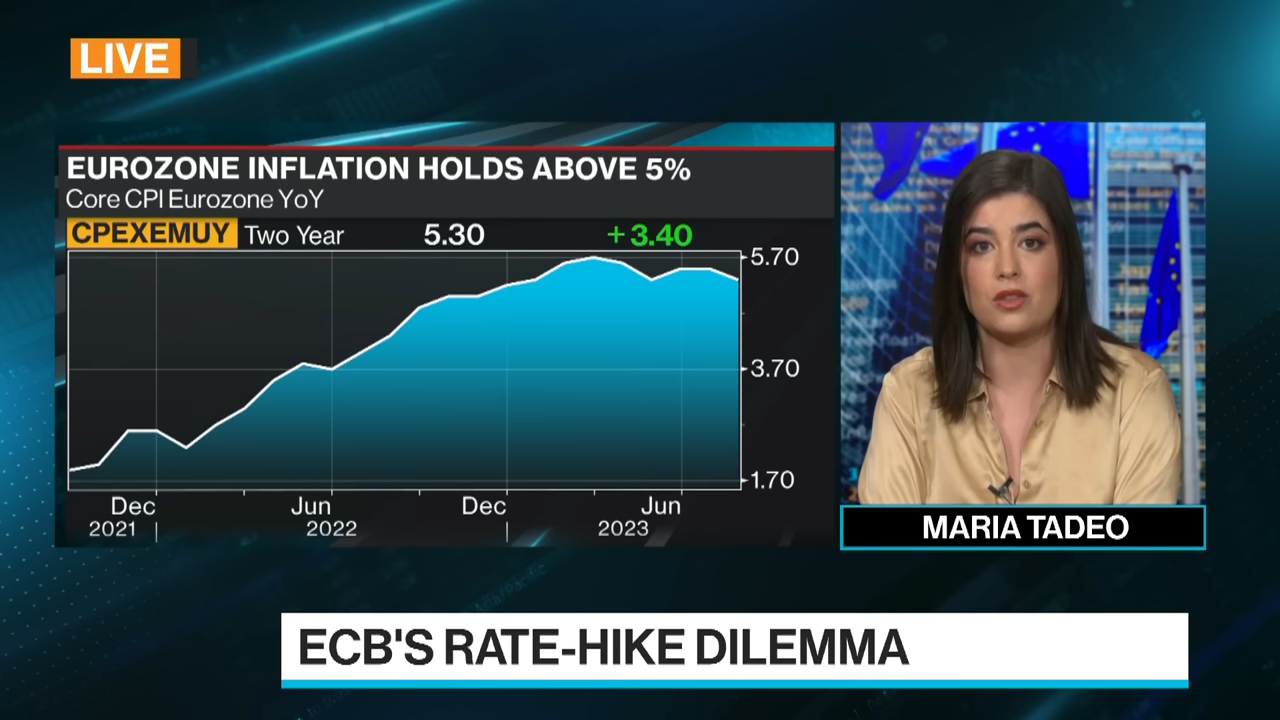 LIVE
EUROZONE INFLATION HOLDS ABOVE 5%
Core CPI Eurozone YoY
CPEXEMUY Two Year 5.30 +3.40
5.70
3.70
1.70
Dec Jun Dec Jun
2021 2022 2023
MARIA TADEO
ECB'S RATE-HIKE DILEMMA